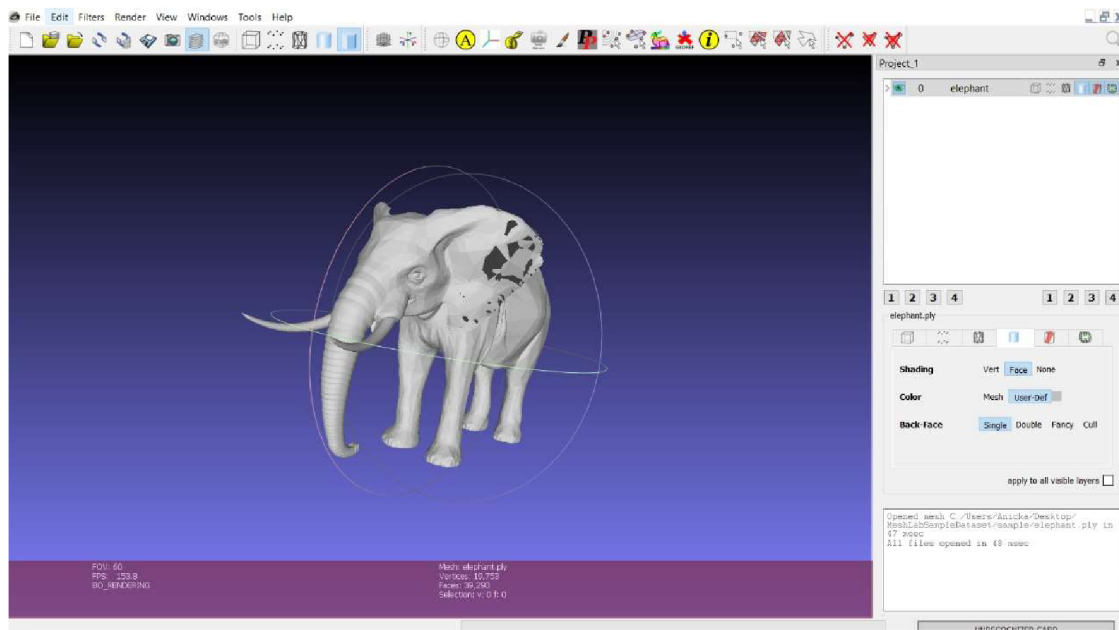 File Edit Filters Render View Windows Tools Help
A
i
Project_1
0 elephant
1 2 3 4 1 2 3 4
elephant.ply
Shading Vert Face None
Color Mesh User-Def
Back-Face Single Double Fancy Cull
apply to all visible layers
Opened mesh C:/Users/Anicka/Desktop/
MeshLabSampleDataset/sample/elephant.ply in
47 msec
All files opened in 48 msec
FOV: 60
FPS: 153.8
BO_RENDERING
Mesh: elephant.ply
Vertices: 19,753
Faces: 39,290
Selection: v: 0 f: 0
UNRECOGNIZED CARD